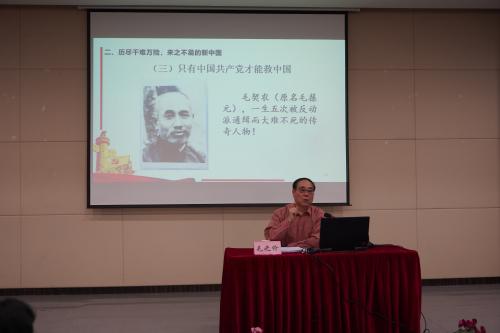 二、历尽千难万险，来之不易的新中国
（三）只有中国共产党才能救中国
毛契农（原名毛蕴
元），一生五次被反动
派通缉而大难不死的传
奇人物！